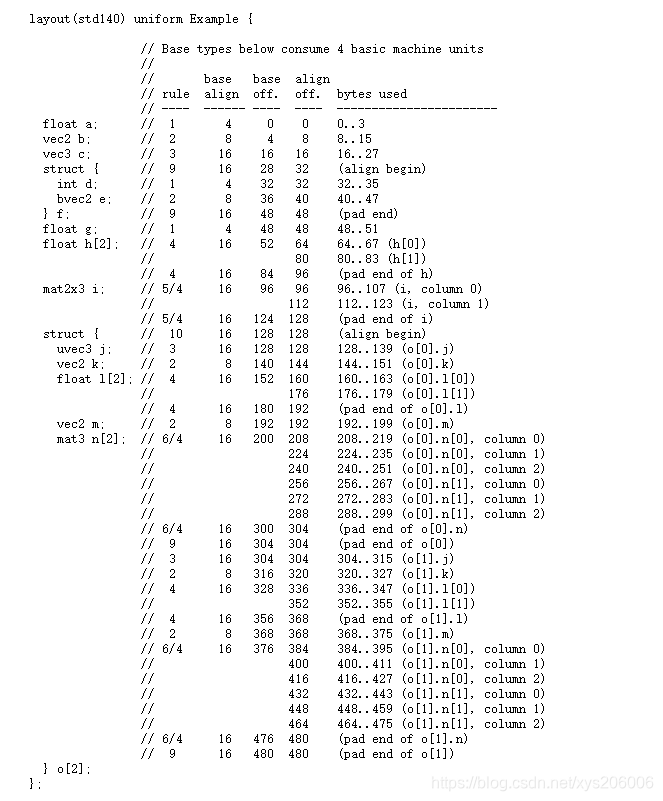 layout(std140) uniform Example {
// Base types below consume 4 basic machine units
//
// base base align
// rule align off. off. bytes used
// ---- ------ ---- ---- -----------------------
float a; // 1 4 0 0 0..3
vec2 b; // 2 8 4 8 8..15
vec3 c; // 3 16 16 16 16..27
struct { // 9 16 28 32 (align begin)
int d; // 1 4 32 32 32..35
bvec2 e; // 2 8 36 40 40..47
} f; // 9 16 48 48 (pad end)
float g; // 1 4 48 48 48..51
float h[2]; // 4 16 52 64 64..67 (h[0])
// 80 80..83 (h[1])
// 4 16 84 96 (pad end of h)
mat2x3 i; // 5/4 16 96 96 96..107 (i, column 0)
// 112 112..123 (i, column 1)
// 5/4 16 124 128 (pad end of i)
struct { // 10 16 128 128 (align begin)
uvec3 j; // 3 16 128 128 128..139 (o[0].j)
vec2 k; // 2 8 140 144 144..151 (o[0].k)
float l[2]; // 4 16 152 160 160..163 (o[0].l[0])
// 176 176..179 (o[0].l[1])
// 4 16 180 192 (pad end of o[0].l)
vec2 m; // 2 8 192 192 192..199 (o[0].m)
mat3 n[2]; // 6/4 16 200 208 208..219 (o[0].n[0], column 0)
// 224 224..235 (o[0].n[0], column 1)
// 240 240..251 (o[0].n[0], column 2)
// 256 256..267 (o[0].n[1], column 0)
// 272 272..283 (o[0].n[1], column 1)
// 288 288..299 (o[0].n[1], column 2)
// 6/4 16 300 304 (pad end of o[0].n)
// 9 16 304 304 (pad end of o[0])
// 3 16 304 304 304..315 (o[1].j)
// 2 8 316 320 320..327 (o[1].k)
// 4 16 328 336 336..347 (o[1].l[0])
// 352 352..355 (o[1].l[1])
// 4 16 356 368 (pad end of o[1].l)
// 2 8 368 368 368..375 (o[1].m)
// 6/4 16 376 384 384..395 (o[1].n[0], column 0)
// 400 400..411 (o[1].n[0], column 1)
// 416 416..427 (o[1].n[0], column 2)
// 432 432..443 (o[1].n[1], column 0)
// 448 448..459 (o[1].n[1], column 1)
// 464 464..475 (o[1].n[1], column 2)
// 6/4 16 476 480 (pad end of o[1].n)
// 9 16 480 480 (pad end of o[1])
} o[2];
};
https://blog.csdn.net/xys206006